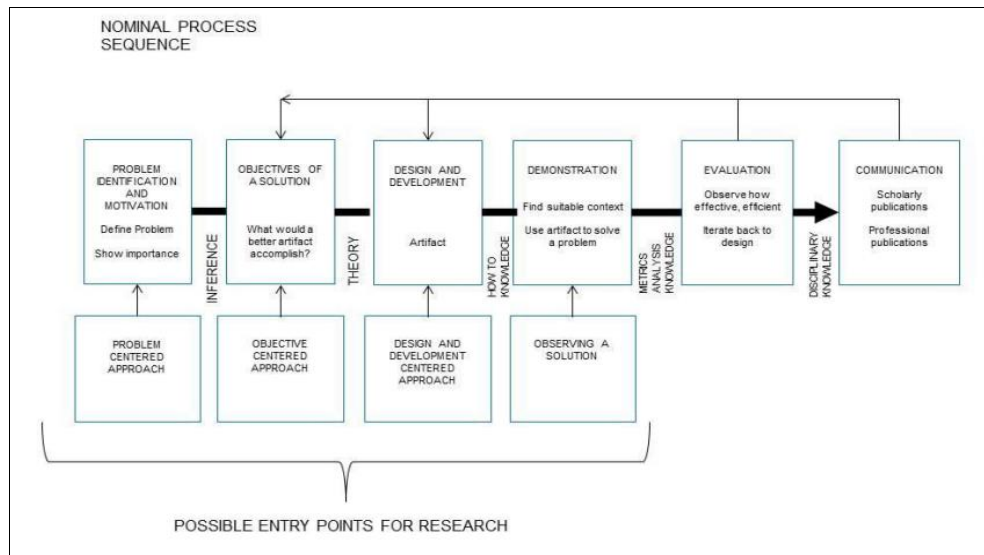 NOMINAL PROCESS
SEQUENCE
PROBLEM
IDENTIFICATION
AND
MOTIVATION
Define Problem
Show importance
INFERENCE
OBJECTIVES OF
A SOLUTION
What would a
better artifact
accomplish?
THEORY
DESIGN AND
DEVELOPMENT
Artifact
HOW TO
KNOWLEDGE
DEMONSTRATION
Find suitable context
Use artifact to solve
a problem
METRICS
ANALYSIS
KNOWLEDGE
EVALUATION
Observe how
effective, efficient
Iterate back to
design
DISCIPLINARY
KNOWLEDGE
COMMUNICATION
Scholarly
publications
Professional
publications
PROBLEM
CENTERED
APPROACH
OBJECTIVE
CENTERED
APPROACH
DESIGN AND
DEVELOPMENT
CENTERED
APPROACH
OBSERVING A
SOLUTION
POSSIBLE ENTRY POINTS FOR RESEARCH